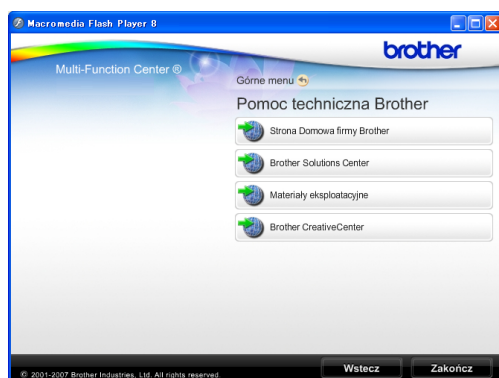 Macromedia Flash Player 8
brother
Multi-Function Center ®
Górne menu
Pomoc techniczna Brother
Strona Domowa firmy Brother
Brother Solutions Center
Materiały eksploatacyjne
Brother CreativeCenter
Wstecz Zakończ
© 2001-2007 Brother Industries, Ltd. All rights reserved.